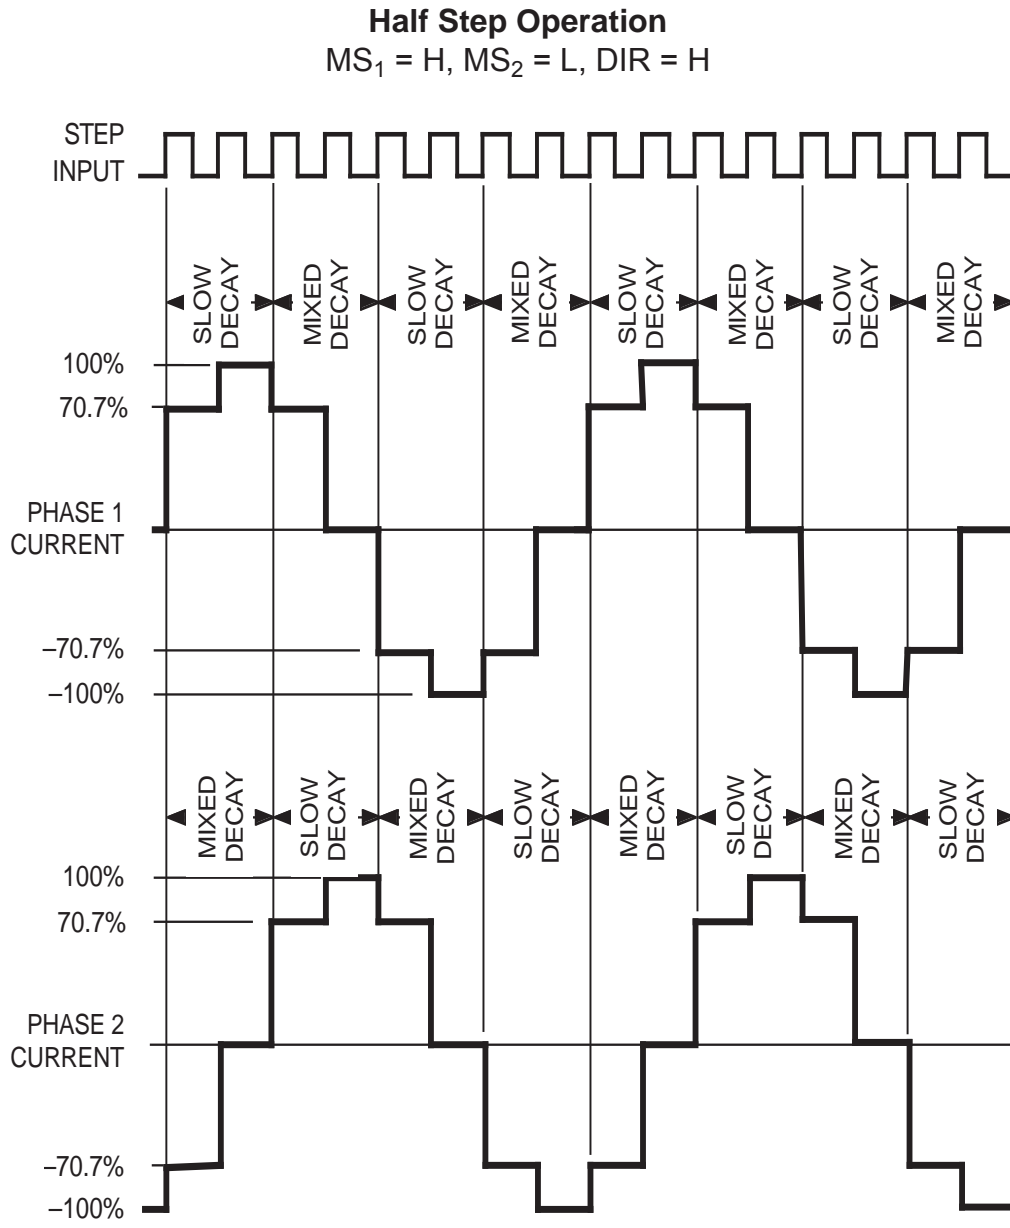 Half Step Operation
MS₁ = H, MS₂ = L, DIR = H
STEP
INPUT
SLOW
DECAY
MIXED
DECAY
SLOW
DECAY
MIXED
DECAY
SLOW
DECAY
MIXED
DECAY
SLOW
DECAY
MIXED
DECAY
100%
70.7%
PHASE 1
CURRENT
–70.7%
–100%
MIXED
DECAY
SLOW
DECAY
MIXED
DECAY
SLOW
DECAY
MIXED
DECAY
SLOW
DECAY
MIXED
DECAY
SLOW
DECAY
100%
70.7%
PHASE 2
CURRENT
–70.7%
–100%